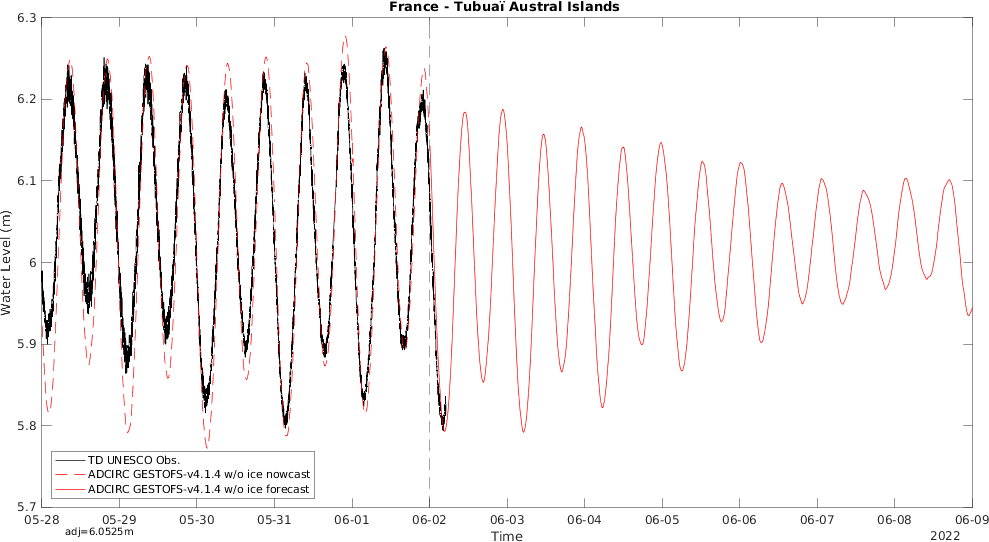 France - Tubuaï Austral Islands
6.3
6.2
6.1
6
5.9
5.8
5.7
Water Level (m)
TD UNESCO Obs.
ADCIRC GESTOFS-v4.1.4 w/o ice nowcast
ADCIRC GESTOFS-v4.1.4 w/o ice forecast
05-28 05-29 05-30 05-31 06-01 06-02 06-03 06-04 06-05 06-06 06-07 06-08 06-09
adj=6.0525m
Time
2022